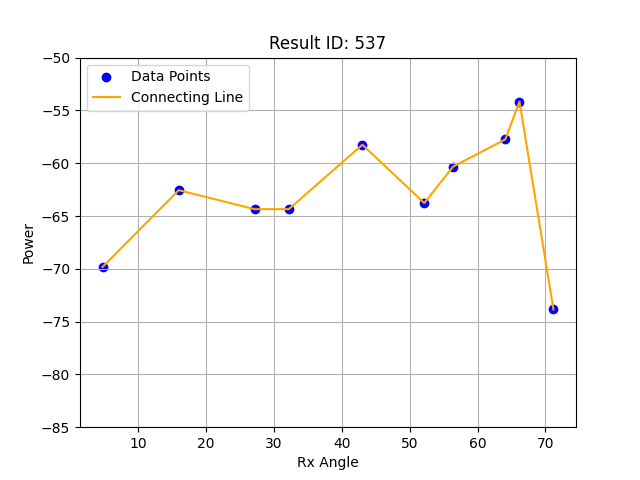 Result ID: 537
Data Points
Connecting Line
−50
−55
−60
−65
−70
−75
−80
−85
Power
10 20 30 40 50 60 70
Rx Angle